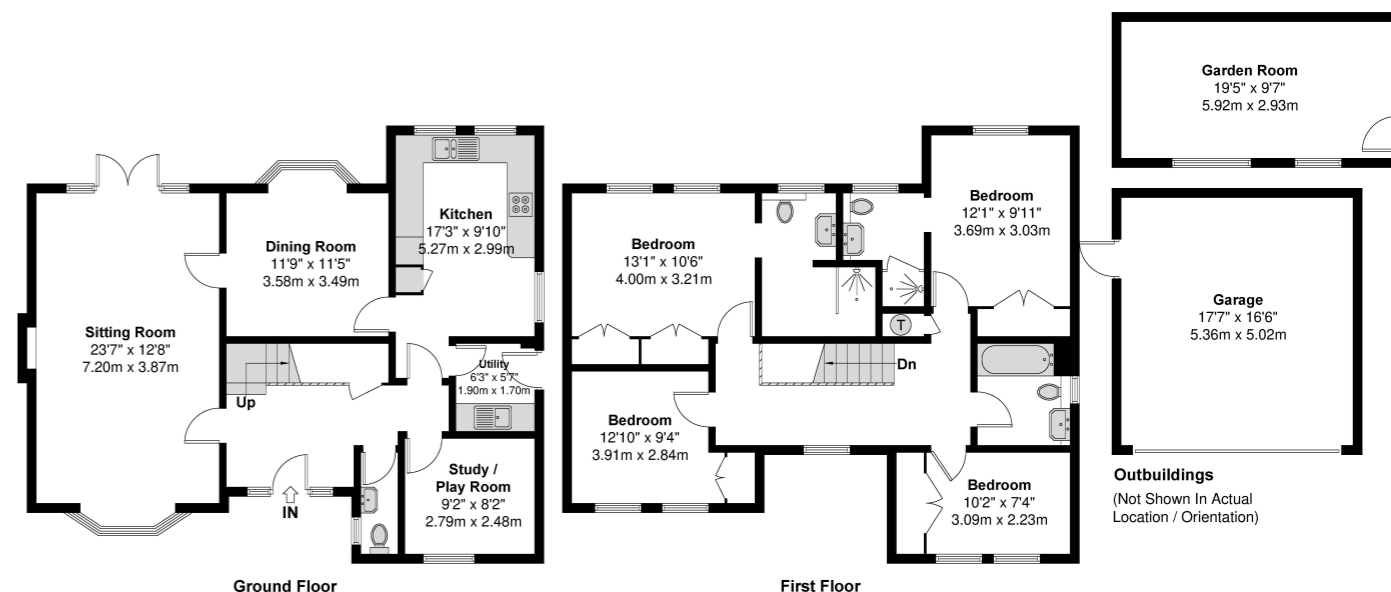 Garden Room
19'5" x 9'7"
5.92m x 2.93m
Kitchen
17'3" x 9'10"
5.27m x 2.99m
Dining Room
11'9" x 11'5"
3.58m x 3.49m
Sitting Room
23'7" x 12'8"
7.20m x 3.87m
Utility
6'3" x 5'7"
1.90m x 1.70m
Up
Study /
Play Room
9'2" x 8'2"
2.79m x 2.48m
IN
Ground Floor
Bedroom
13'1" x 10'6"
4.00m x 3.21m
Bedroom
12'1" x 9'11"
3.69m x 3.03m
T
Dn
Bedroom
12'10" x 9'4"
3.91m x 2.84m
Bedroom
10'2" x 7'4"
3.09m x 2.23m
First Floor
Garage
17'7" x 16'6"
5.36m x 5.02m
Outbuildings
(Not Shown In Actual
Location / Orientation)